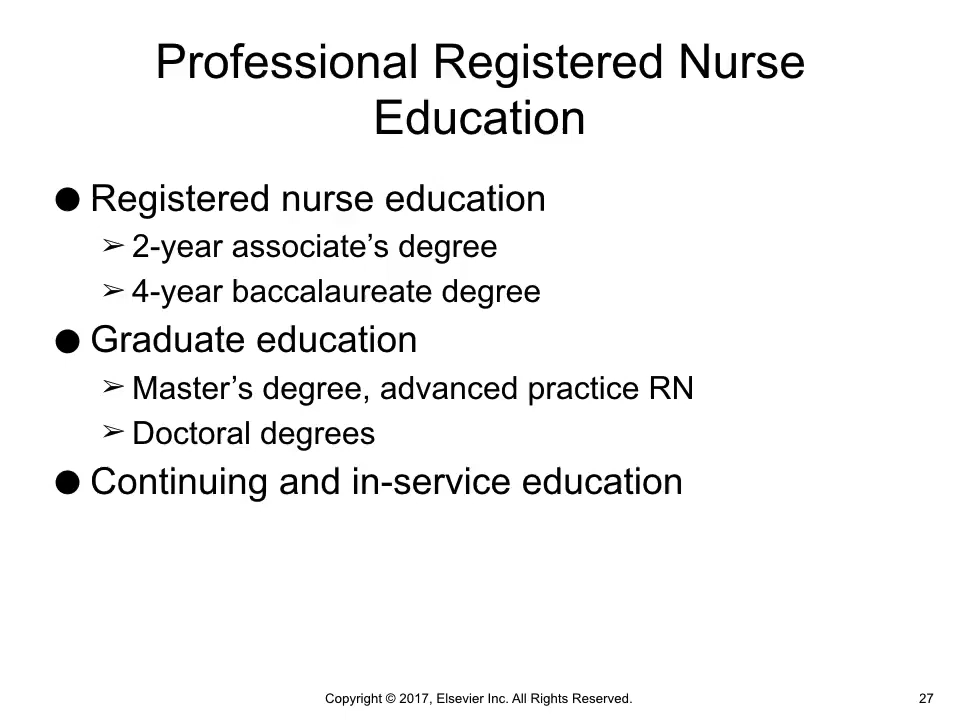 Professional Registered Nurse
Education
● Registered nurse education
➢ 2-year associate’s degree
➢ 4-year baccalaureate degree
● Graduate education
➢ Master’s degree, advanced practice RN
➢ Doctoral degrees
● Continuing and in-service education
Copyright © 2017, Elsevier Inc. All Rights Reserved. 27